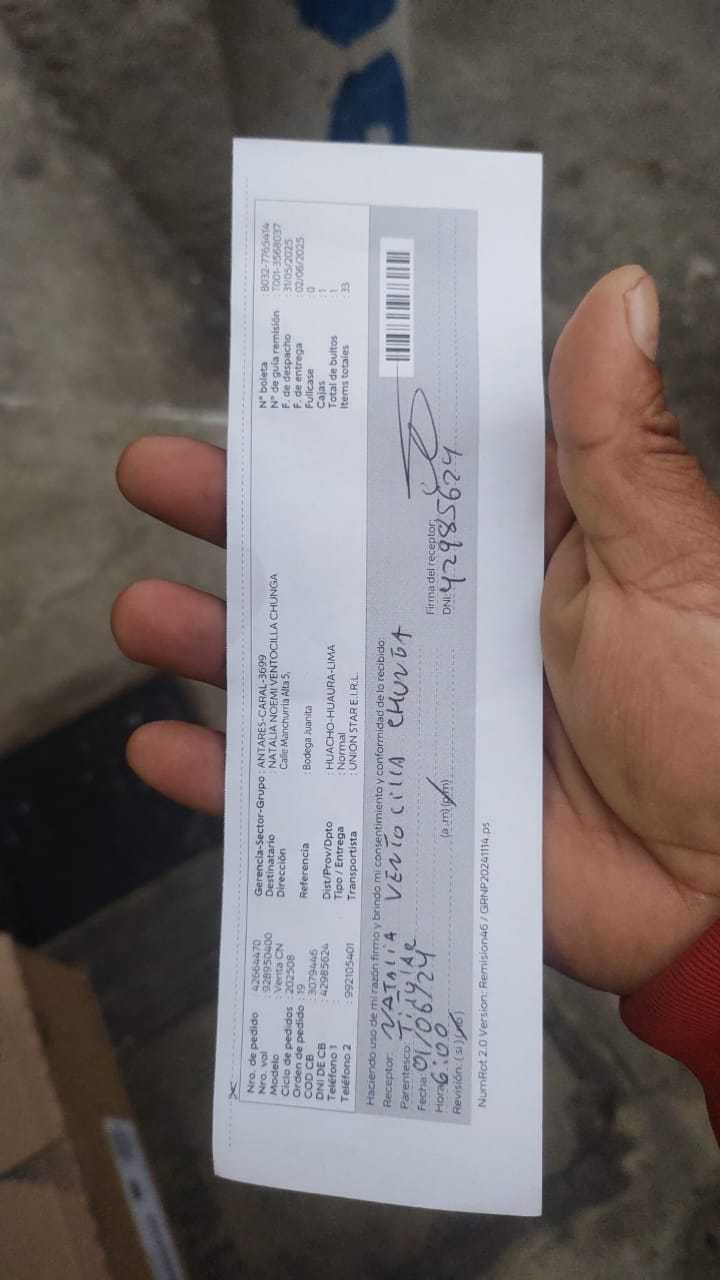 Nro. de pedido : 42664470
Nro. vol : 928950400
Modelo : Venta CN
Ciclo de pedidos : 202508
Orden de pedido : 19
COD CB : 3079446
DNI DE CB : 42985624
Teléfono 1 :
Teléfono 2 : 992105401
Gerencia-Sector-Grupo : ANTARES-CARAL-3699
Destinatario : NATALIA NOEMI VENTOCILLA CHUNGA
Dirección : Calle Manchurria Alta 5,
Referencia : Bodega Juanita
Dist/Prov/Dpto : HUACHO-HUAURA-LIMA
Tipo / Entrega : Normal
Transportista : UNION STAR E.I.R.L.
N° boleta : B032-7765414
N° de guía remisión : T001-3568037
F. de despacho : 31/05/2025
F. de entrega : 02/06/2025
Fullcase : 0
Cajas : 1
Total de bultos : 1
Items totales : 33
Haciendo uso de mi razón firmo y brindo mi consentimiento y conformidad de lo recibido:
Receptor: NATALIA VENTOCILLA CHUNGA
Parentesco:
Fecha: 01/06/24
Hora: 6:00 (a.m)(p.m)
Revisión: (si)(no)
Firma del receptor:
DNI: 42985624
NumRct 2.0 Version: Remision46 / GRNP20241114.ps